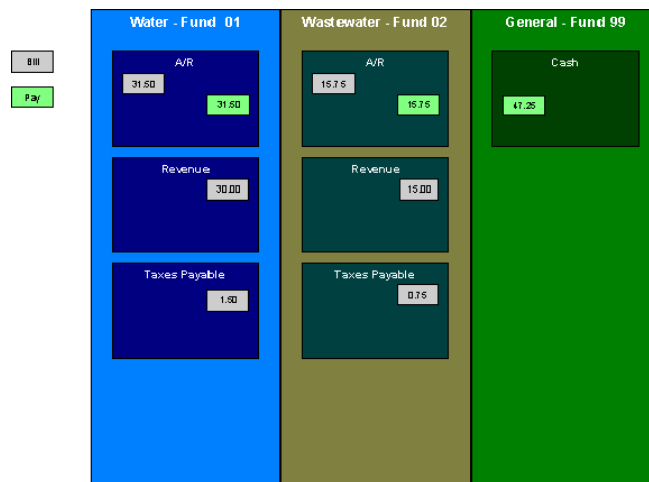 Water - Fund 01
Wastewater - Fund 02
General - Fund 99
Bill
Pay
A/R
31.50
31.50
A/R
15.75
15.75
Cash
47.25
Revenue
30.00
Revenue
15.00
Taxes Payable
1.50
Taxes Payable
0.75